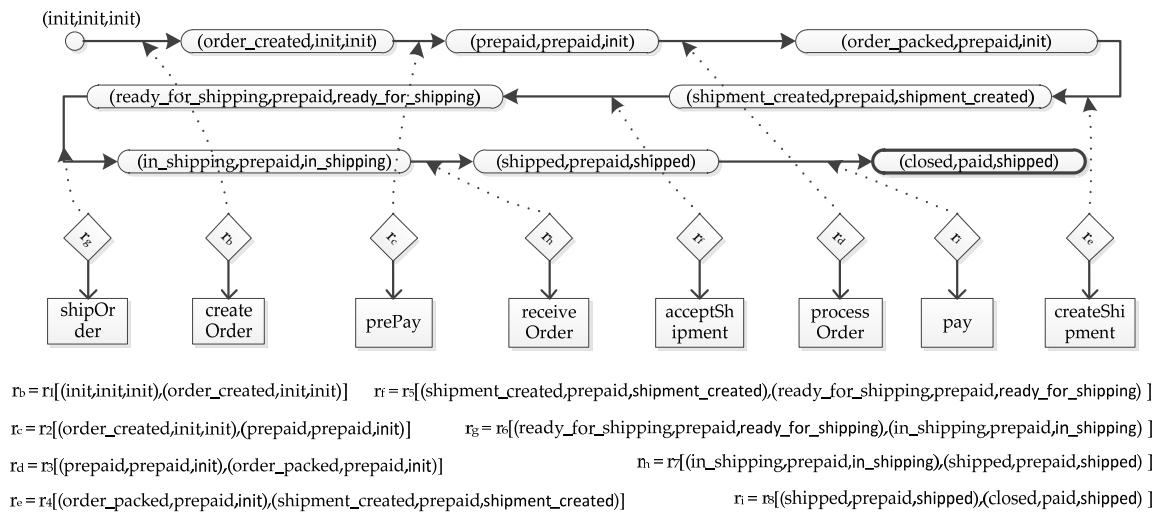 (init,init,init)
(order_created,init,init)
(prepaid,prepaid,init)
(order_packed,prepaid,init)
(ready_for_shipping,prepaid,ready_for_shipping)
(shipment_created,prepaid,shipment_created)
(in_shipping,prepaid,in_shipping)
(shipped,prepaid,shipped)
(closed,paid,shipped)
rg
rb
rc
rh
rf
rd
ri
re
shipOr
der
create
Order
prePay
receive
Order
acceptSh
ipment
process
Order
pay
createShi
pment
rb = r1[(init,init,init),(order_created,init,init)]
rf = r5[(shipment_created,prepaid,shipment_created),(ready_for_shipping,prepaid,ready_for_shipping) ]
rc = r2[(order_created,init,init),(prepaid,prepaid,init)]
rg = r6[(ready_for_shipping,prepaid,ready_for_shipping),(in_shipping,prepaid,in_shipping) ]
rd = r3[(prepaid,prepaid,init),(order_packed,prepaid,init)]
rh = r7[(in_shipping,prepaid,in_shipping),(shipped,prepaid,shipped) ]
re = r4[(order_packed,prepaid,init),(shipment_created,prepaid,shipment_created)]
ri = r8[(shipped,prepaid,shipped),(closed,paid,shipped) ]